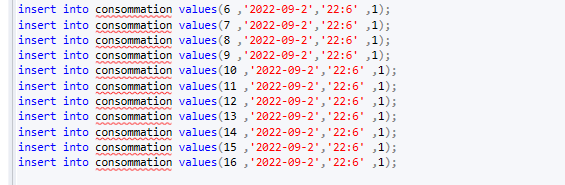 insert into consommation values(6 ,'2022-09-2','22:6' ,1);
insert into consommation values(7 ,'2022-09-2','22:6' ,1);
insert into consommation values(8 ,'2022-09-2','22:6' ,1);
insert into consommation values(9 ,'2022-09-2','22:6' ,1);
insert into consommation values(10 ,'2022-09-2','22:6' ,1);
insert into consommation values(11 ,'2022-09-2','22:6' ,1);
insert into consommation values(12 ,'2022-09-2','22:6' ,1);
insert into consommation values(13 ,'2022-09-2','22:6' ,1);
insert into consommation values(14 ,'2022-09-2','22:6' ,1);
insert into consommation values(15 ,'2022-09-2','22:6' ,1);
insert into consommation values(16 ,'2022-09-2','22:6' ,1);